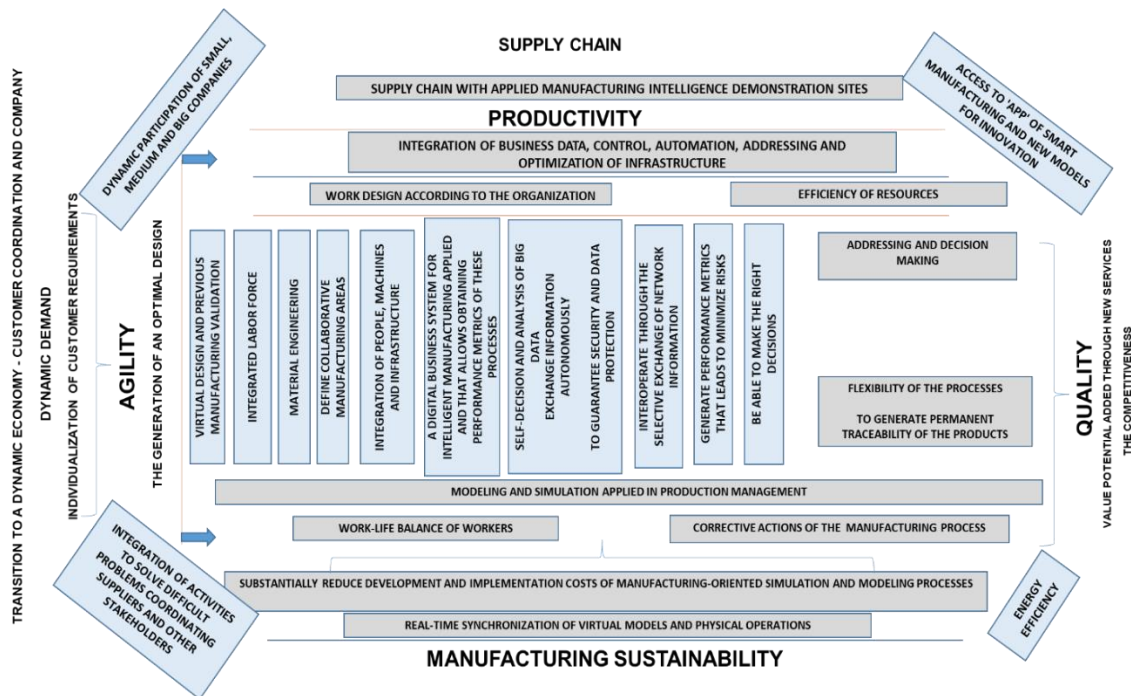 SUPPLY CHAIN
DYNAMIC PARTICIPATION OF SMALL,
MEDIUM AND BIG COMPANIES
SUPPLY CHAIN WITH APPLIED MANUFACTURING INTELLIGENCE DEMONSTRATION SITES
ACCESS TO 'APP' OF SMART
MANUFACTURING AND NEW MODELS
FOR INNOVATION
PRODUCTIVITY
INTEGRATION OF BUSINESS DATA, CONTROL, AUTOMATION, ADDRESSING AND
OPTIMIZATION OF INFRASTRUCTURE
WORK DESIGN ACCORDING TO THE ORGANIZATION
EFFICIENCY OF RESOURCES
TRANSITION TO A DYNAMIC ECONOMY - CUSTOMER COORDINATION AND COMPANY
DYNAMIC DEMAND
INDIVIDUALIZATION OF CUSTOMER REQUIREMENTS
AGILITY
THE GENERATION OF AN OPTIMAL DESIGN
VIRTUAL DESIGN AND PREVIOUS
MANUFACTURING VALIDATION
INTEGRATED LABOR FORCE
MATERIAL ENGINEERING
DEFINE COLLABORATIVE
MANUFACTURING AREAS
INTEGRATION OF PEOPLE, MACHINES
AND INFRASTRUCTURE
A DIGITAL BUSINESS SYSTEM FOR
INTELLIGENT MANUFACTURING APPLIED
AND THAT ALLOWS OBTAINING
PERFORMANCE METRICS OF THESE
PROCESSES
SELF-DECISION AND ANALYSIS OF BIG
DATA
EXCHANGE INFORMATION
AUTONOMOUSLY
TO GUARANTEE SECURITY AND DATA
PROTECTION
INTEROPERATE THROUGH THE
SELECTIVE EXCHANGE OF NETWORK
INFORMATION
GENERATE PERFORMANCE METRICS
THAT LEADS TO MINIMIZE RISKS
BE ABLE TO MAKE THE RIGHT
DECISIONS
ADDRESSING AND DECISION
MAKING
FLEXIBILITY OF THE PROCESSES
TO GENERATE PERMANENT
TRACEABILITY OF THE PRODUCTS
QUALITY
VALUE POTENTIAL ADDED THROUGH NEW SERVICES
THE COMPETITIVENESS
MODELING AND SIMULATION APPLIED IN PRODUCTION MANAGEMENT
WORK-LIFE BALANCE OF WORKERS
CORRECTIVE ACTIONS OF THE MANUFACTURING PROCESS
INTEGRATION OF ACTIVITIES
TO SOLVE DIFFICULT
PROBLEMS COORDINATING
SUPPLIERS AND OTHER
STAKEHOLDERS
SUBSTANTIALLY REDUCE DEVELOPMENT AND IMPLEMENTATION COSTS OF MANUFACTURING-ORIENTED SIMULATION AND MODELING PROCESSES
ENERGY
EFFICIENCY
REAL-TIME SYNCHRONIZATION OF VIRTUAL MODELS AND PHYSICAL OPERATIONS
MANUFACTURING SUSTAINABILITY